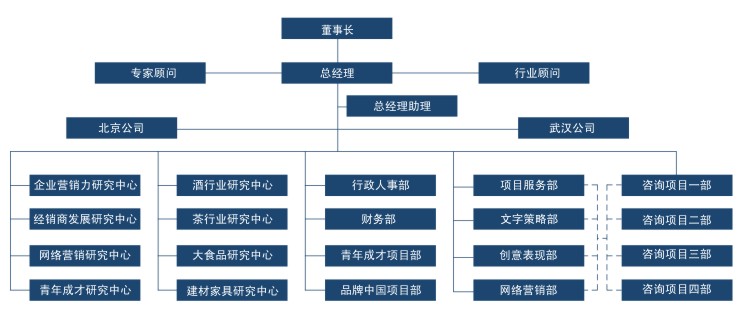 董事长
专家顾问
总经理
行业顾问
总经理助理
北京公司
武汉公司
企业营销力研究中心
酒行业研究中心
行政人事部
项目服务部
咨询项目一部
经销商发展研究中心
茶行业研究中心
财务部
文字策略部
咨询项目二部
网络营销研究中心
大食品研究中心
青年成才项目部
创意表现部
咨询项目三部
青年成才研究中心
建材家具研究中心
品牌中国项目部
网络营销部
咨询项目四部